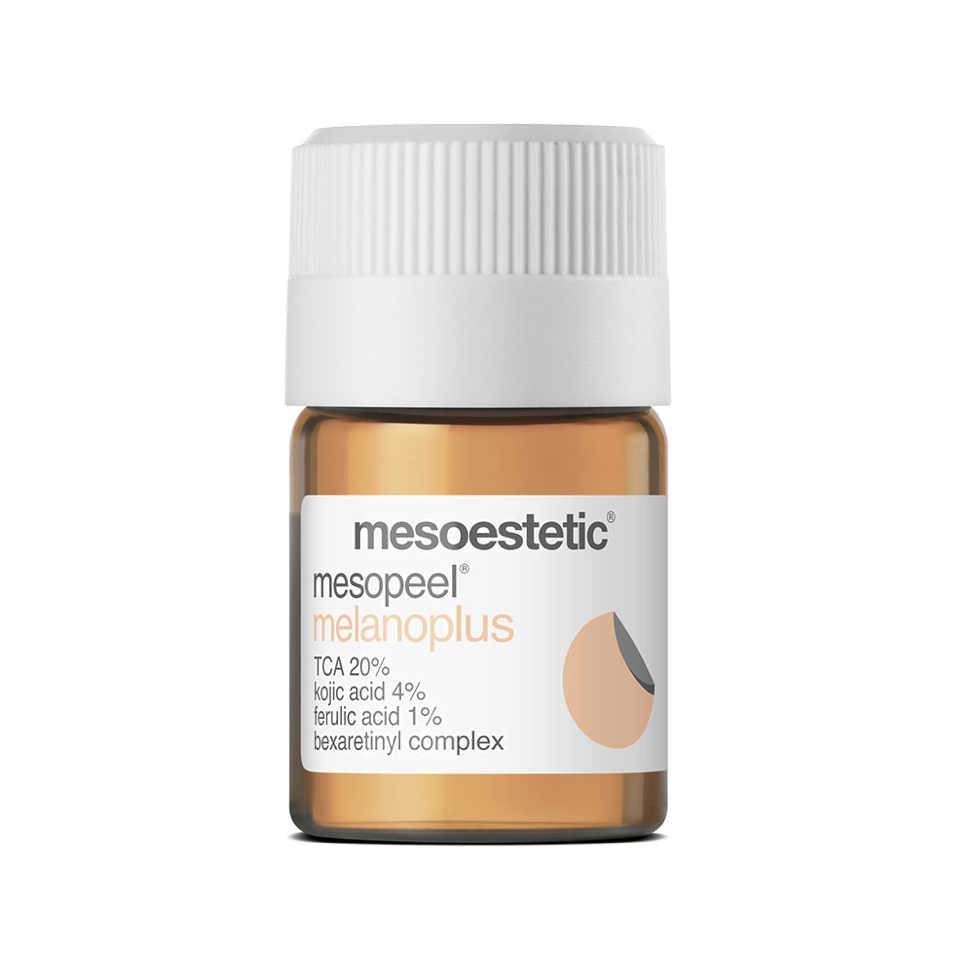 mesoestetic®
mesopeel®
melanoplus
TCA 20%
kojic acid 4%
ferulic acid 1%
bexaretinyl complex